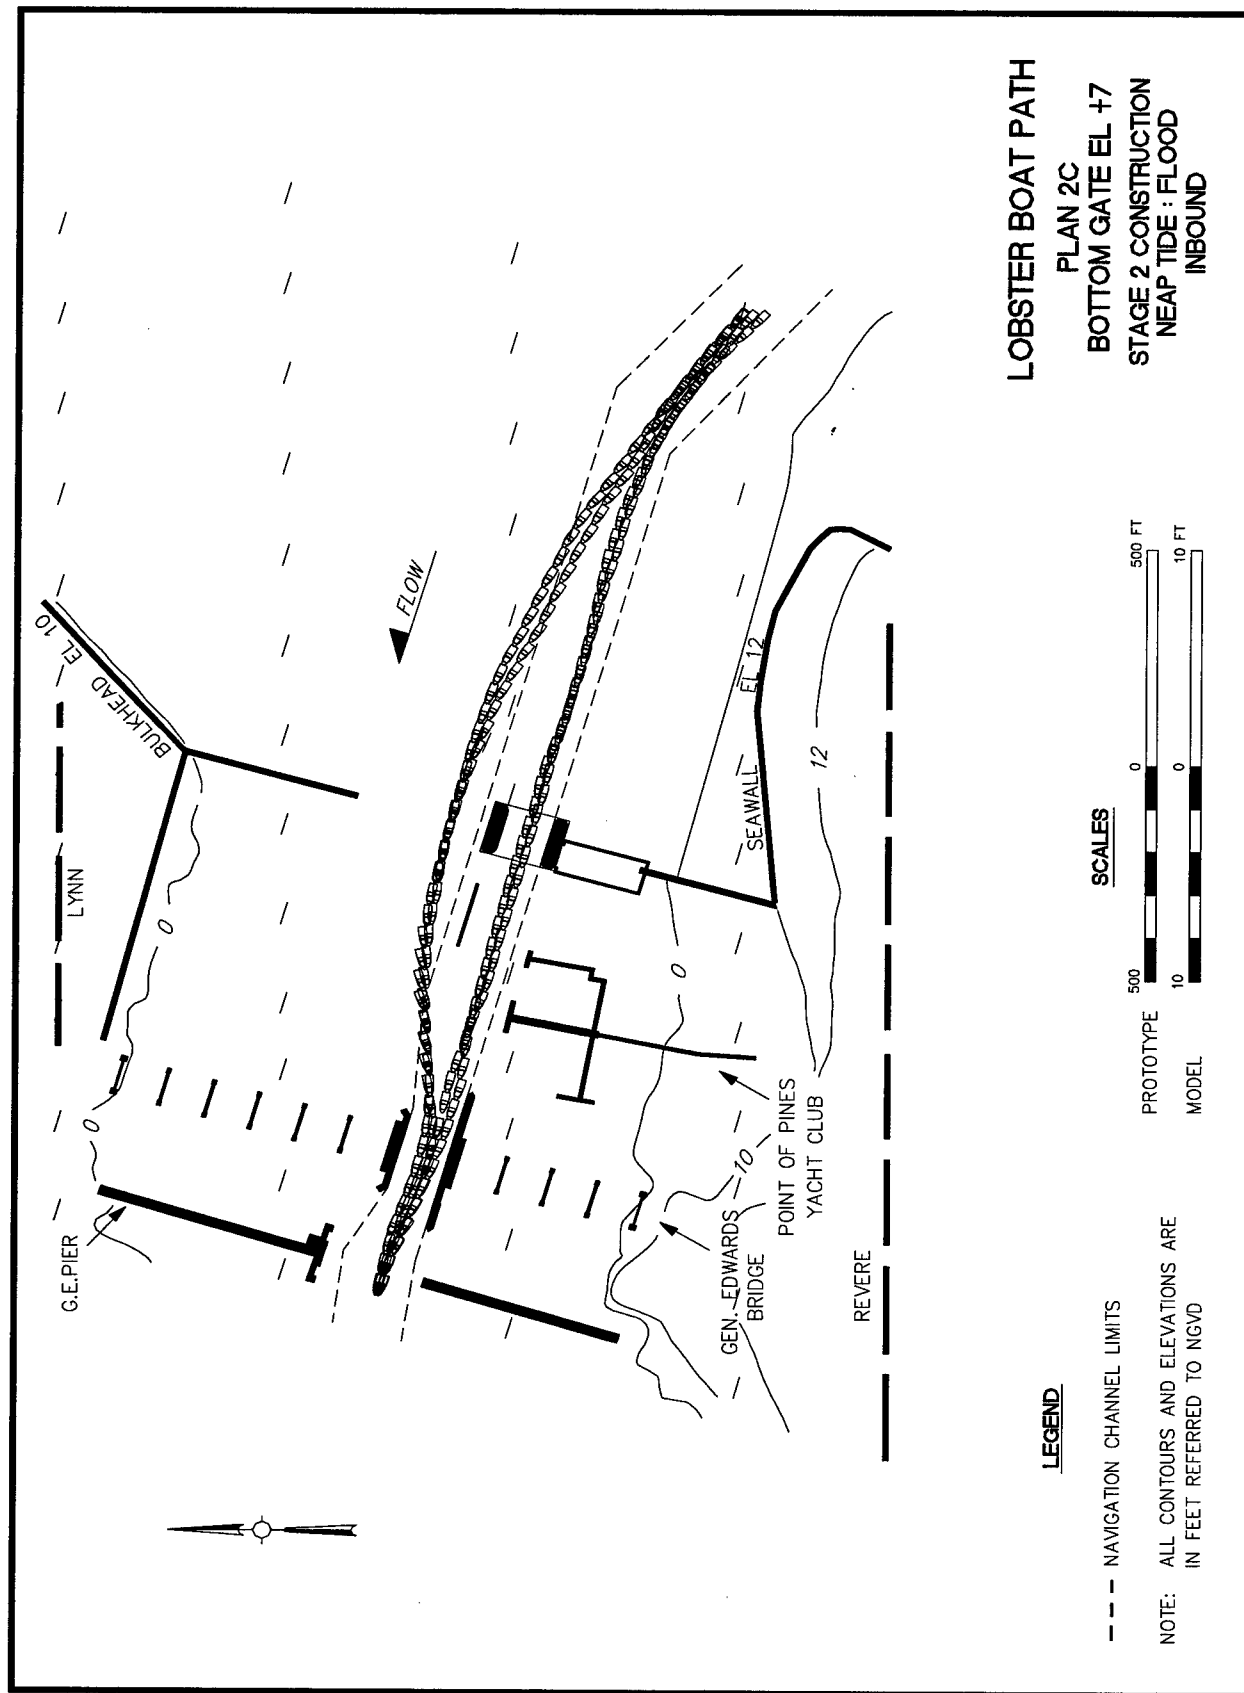 LOBSTER BOAT PATH
PLAN 2C
BOTTOM GATE EL +7
STAGE 2 CONSTRUCTION
NEAP TIDE : FLOOD
INBOUND
LYNN
BULKHEAD
EL 10
0
0
G.E.PIER
FLOW
SEAWALL
EL 12
12
0
10
POINT OF PINES
YACHT CLUB
GEN. EDWARDS
BRIDGE
REVERE
SCALES
PROTOTYPE
500
0
500 FT
MODEL
10
0
10 FT
LEGEND
NAVIGATION CHANNEL LIMITS
NOTE: ALL CONTOURS AND ELEVATIONS ARE
IN FEET REFERRED TO NGVD